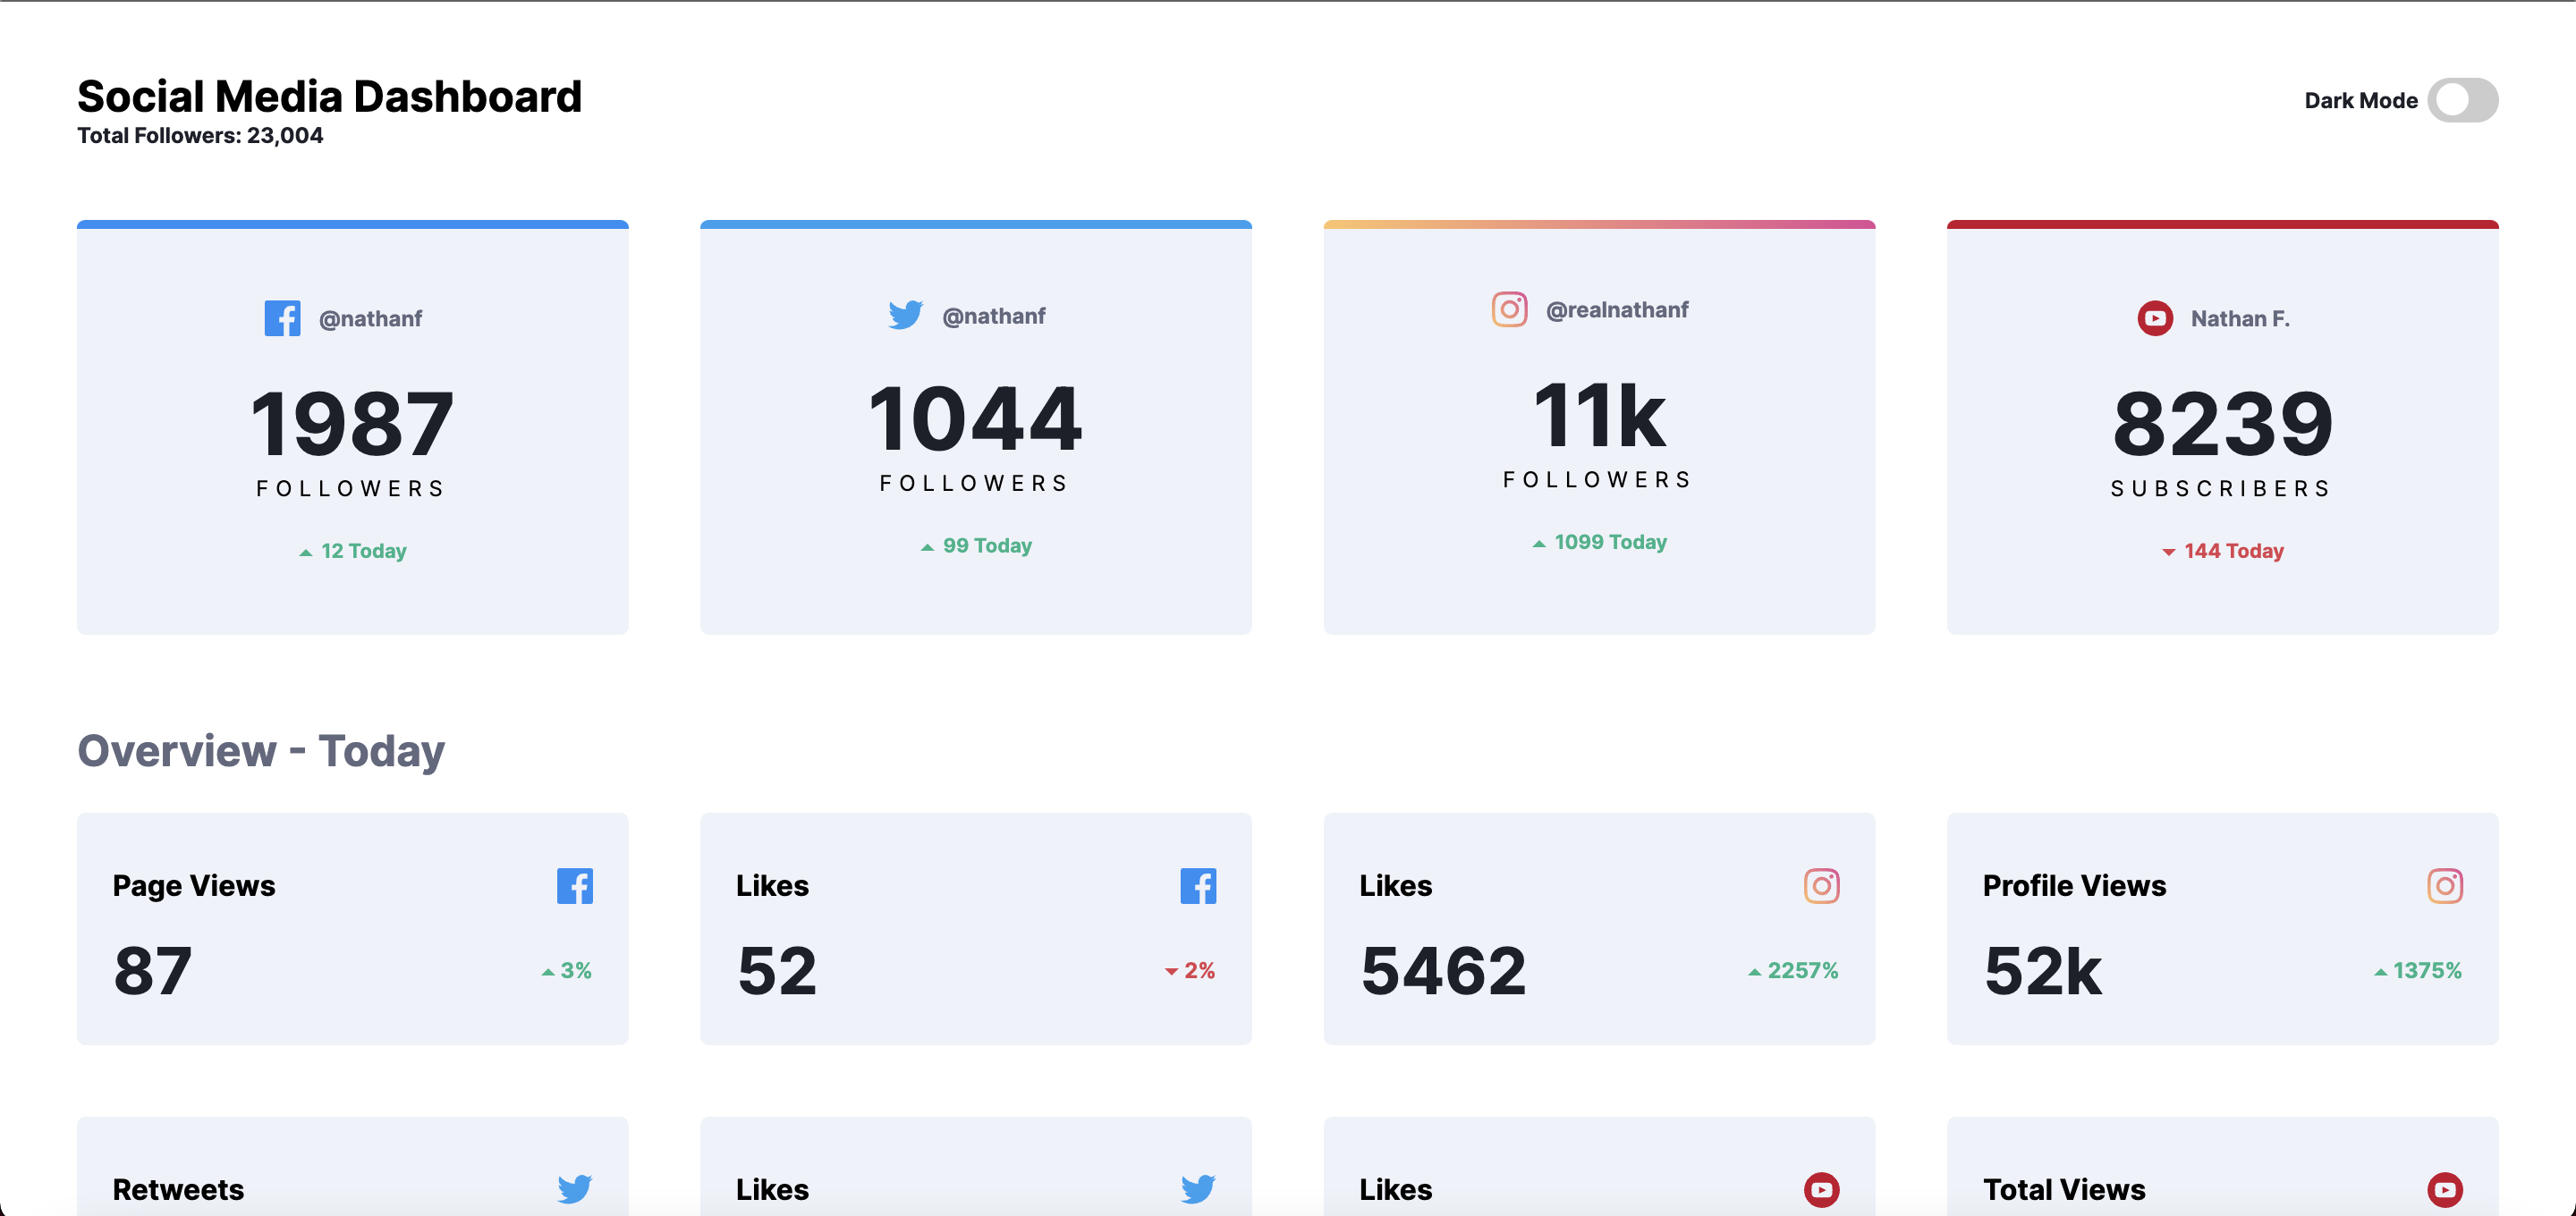 Social Media Dashboard
Dark Mode
Total Followers: 23,004
@nathanf
1987
FOLLOWERS
12 Today
@nathanf
1044
FOLLOWERS
99 Today
@realnathanf
11k
FOLLOWERS
1099 Today
Nathan F.
8239
SUBSCRIBERS
144 Today
Overview - Today
Page Views
87
3%
Likes
52
2%
Likes
5462
2257%
Profile Views
52k
1375%
Retweets
Likes
Likes
Total Views